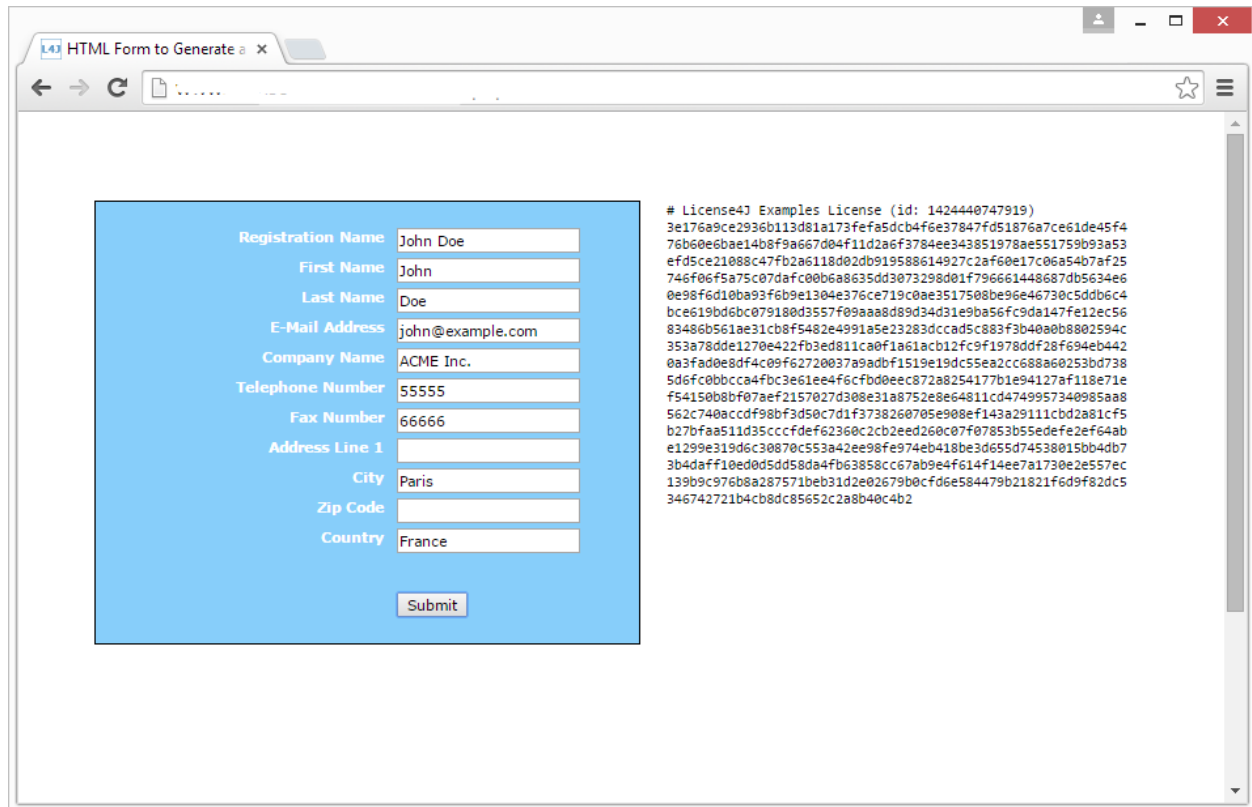 L4J HTML Form to Generate a
Registration Name John Doe
First Name John
Last Name Doe
E-Mail Address john@example.com
Company Name ACME Inc.
Telephone Number 55555
Fax Number 66666
Address Line 1
City Paris
Zip Code
Country France
Submit
# License4J Examples License (id: 1424440747919)
3e176a9ce2936b113d81a173fefa5dcb4f6e37847fd51876a7ce61de45f4
76b60e6bae14b8f9a667d04f11d2a6f3784ee343851978ae551759b93a53
efd5ce21088c47fb2a6118d02db919588614927c2af60e17c06a54b7af25
746f06f5a75c07dafc00b6a8635dd3073298d01f796661448687db5634e6
0e98f6d10ba93f6b9e1304e376ce719c0ae3517508be96e46730c5ddb6c4
bce619bd6bc079180d3557f09aaa8d89d34d31e9ba56fc9da147fe12ec56
83486b561ae31cb8f5482e4991a5e23283dccad5c883f3b40a0b8802594c
353a78dde1270e422fb3ed811ca0f1a61acb12fc9f1978ddf28f694eb442
0a3fad0e8df4c09f62720037a9adbf1519e19dc55ea2cc688a60253bd738
5d6fc0bbcca4fbc3e61ee4f6cfbd0eec872a8254177b1e94127af118e71e
f54150b8bf07aef2157027d308e31a8752e8e64811cd4749957340985aa8
562c740accdf98bf3d50c7d1f3738260705e908ef143a29111cbd2a81cf5
b27bfaa511d35cccfdef62360c2cb2eed260c07f07853b55edefe2ef64ab
e1299e319d6c30870c553a42ee98fe974eb418be3d655d74538015bb4db7
3b4daff10ed0d5dd58da4fb63858cc67ab9e4f614f14ee7a1730e2e557ec
139b9c976b8a287571beb31d2e02679b0cfd6e584479b21821f6d9f82dc5
346742721b4cb8dc85652c2a8b40c4b2